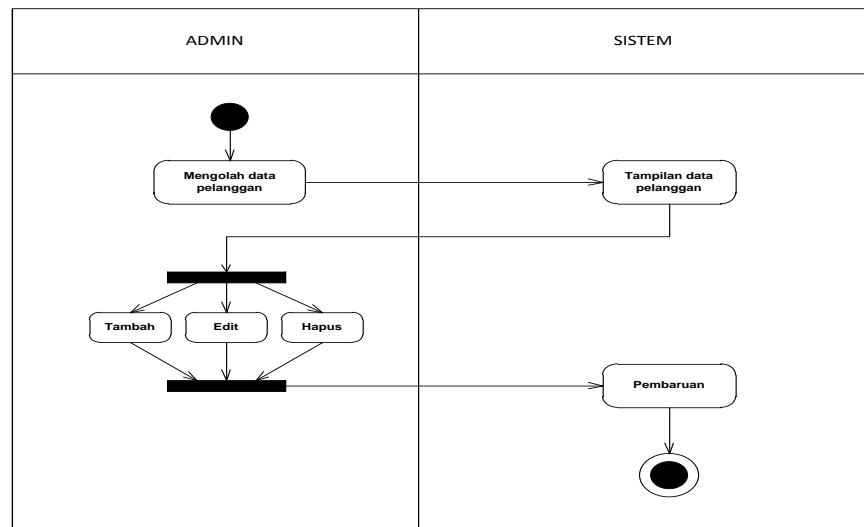 ADMIN
SISTEM
Mengolah data
pelanggan
Tampilan data
pelanggan
Tambah
Edit
Hapus
Pembaruan